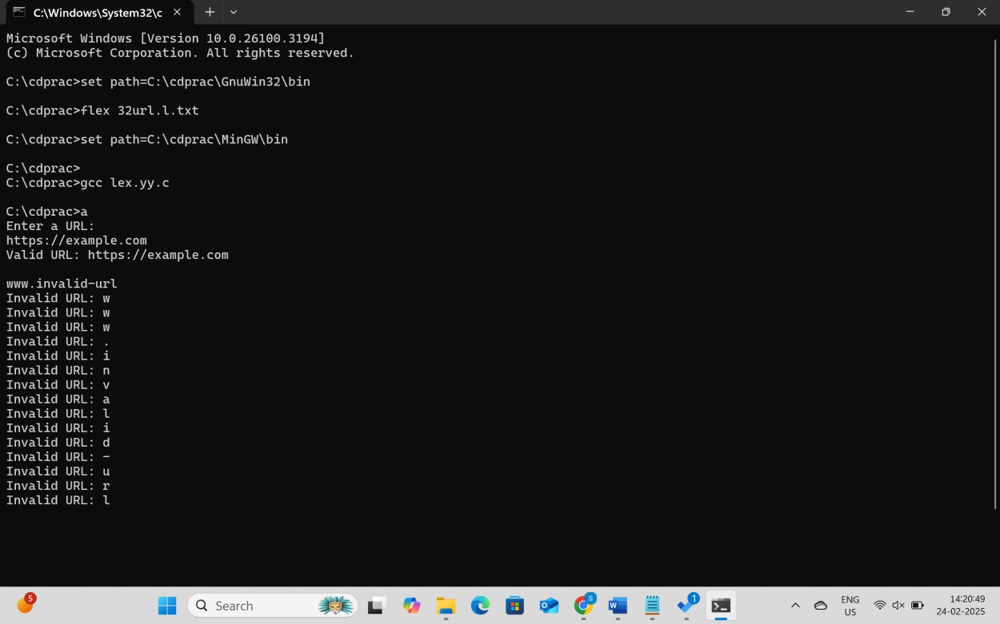 C:\Windows\System32\c
Microsoft Windows [Version 10.0.26100.3194]
(c) Microsoft Corporation. All rights reserved.
C:\cdprac>set path=C:\cdprac\GnuWin32\bin
C:\cdprac>flex 32url.l.txt
C:\cdprac>set path=C:\cdprac\MinGW\bin
C:\cdprac>
C:\cdprac>gcc lex.yy.c
C:\cdprac>a
Enter a URL:
https://example.com
Valid URL: https://example.com
www.invalid-url
Invalid URL: w
Invalid URL: w
Invalid URL: w
Invalid URL: .
Invalid URL: i
Invalid URL: n
Invalid URL: v
Invalid URL: a
Invalid URL: l
Invalid URL: i
Invalid URL: d
Invalid URL: -
Invalid URL: u
Invalid URL: r
Invalid URL: l
5
Search
S
W
1
ENG
US
14:20:49
24-02-2025